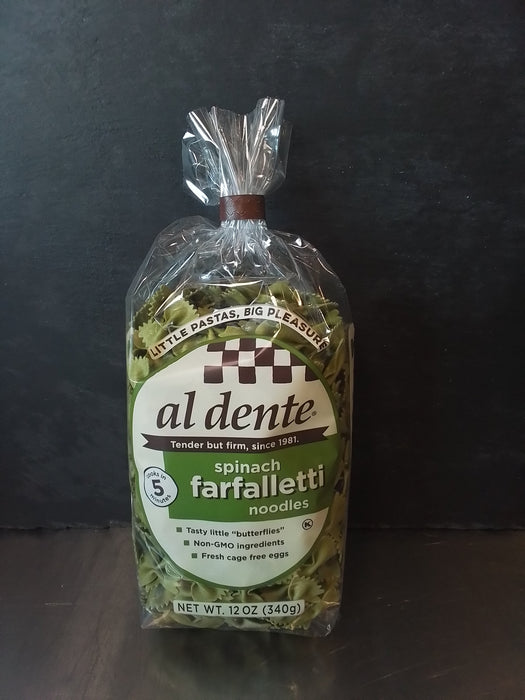 LITTLE PASTAS, BIG PLEASURE
al dente®
Tender but firm, since 1981.
spinach
farfalletti
noodles
cooks in
5
minutes
Tasty little "butterflies"
K
Non-GMO ingredients
Fresh cage free eggs
NET WT. 12 OZ (340g)